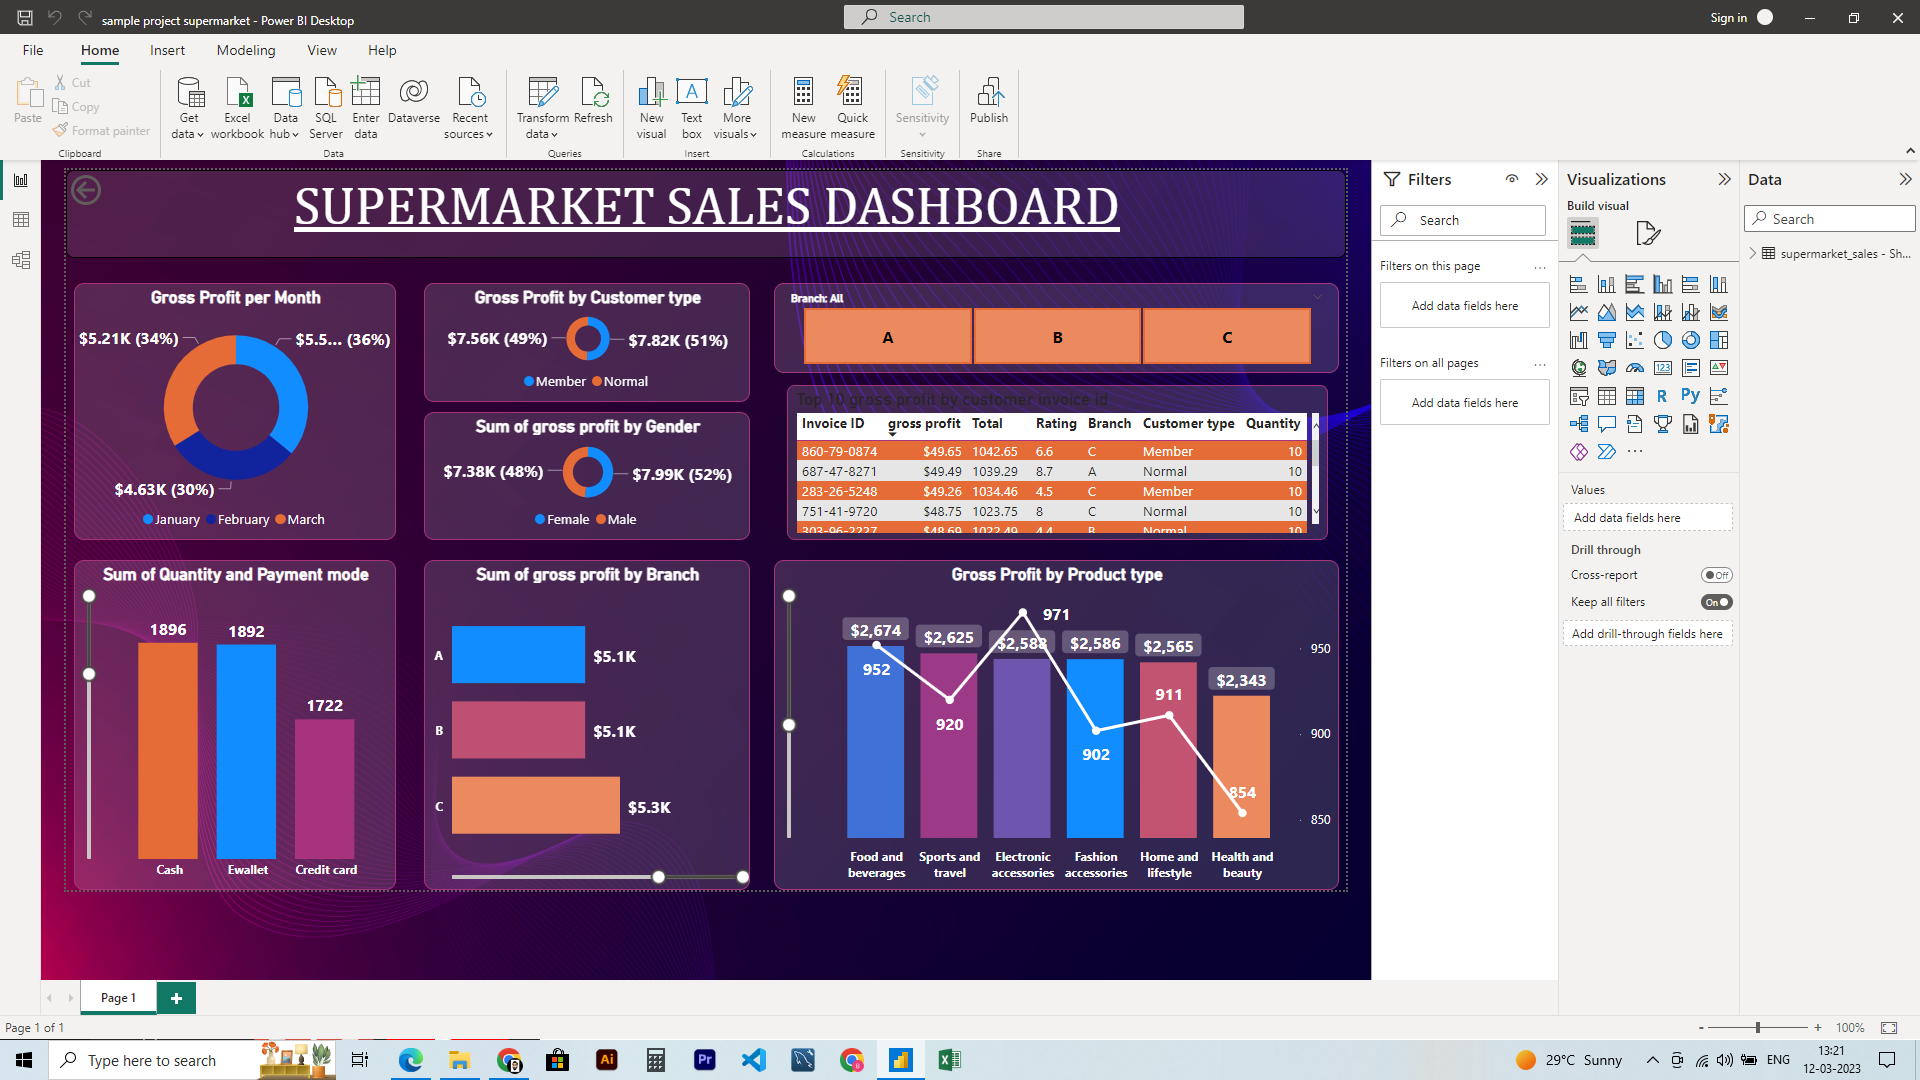 sample project supermarket - Power BI Desktop
Search
Sign in
File Home Insert Modeling View Help
Paste
Cut
Copy
Format painter
Clipboard
Get data
Excel workbook
Data hub
SQL Server
Enter data
Dataverse
Recent sources
Data
Transform data
Refresh
Queries
New visual
Text box
More visuals
Insert
New measure
Quick measure
Calculations
Sensitivity
Sensitivity
Publish
Share
SUPERMARKET SALES DASHBOARD
Gross Profit per Month
$5.21K (34%)
$5.5... (36%)
$4.63K (30%)
January February March
Gross Profit by Customer type
$7.56K (49%)
$7.82K (51%)
Member Normal
Sum of gross profit by Gender
$7.38K (48%)
$7.99K (52%)
Female Male
Branch: All
A B C
Top 10 gross profit by customer invoice id
Invoice ID gross profit Total Rating Branch Customer type Quantity
860-79-0874 $49.65 1042.65 6.6 C Member 10
687-47-8271 $49.49 1039.29 8.7 A Normal 10
283-26-5248 $49.26 1034.46 4.5 C Member 10
751-41-9720 $48.75 1023.75 8 C Normal 10
303-96-2227 $48.69 1022.49 4.4 B Normal 10
Sum of Quantity and Payment mode
1896
1892
1722
Cash Ewallet Credit card
Sum of gross profit by Branch
A $5.1K
B $5.1K
C $5.3K
Gross Profit by Product type
$2,674 $2,625 $2,588 $2,586 $2,565 $2,343
952 920 971 902 911 854
950
900
850
Food and beverages
Sports and travel
Electronic accessories
Fashion accessories
Home and lifestyle
Health and beauty
Filters
Search
Filters on this page
...
Add data fields here
Filters on all pages
...
Add data fields here
Visualizations
Build visual
123
R
Py
...
Values
Add data fields here
Drill through
Cross-report
Off
Keep all filters
On
Add drill-through fields here
Data
Search
supermarket_sales - Sh...
Page 1
+
Page 1 of 1
- + 100%
Type here to search
Ai
Pr
29°C Sunny
ENG
13:21
12-03-2023